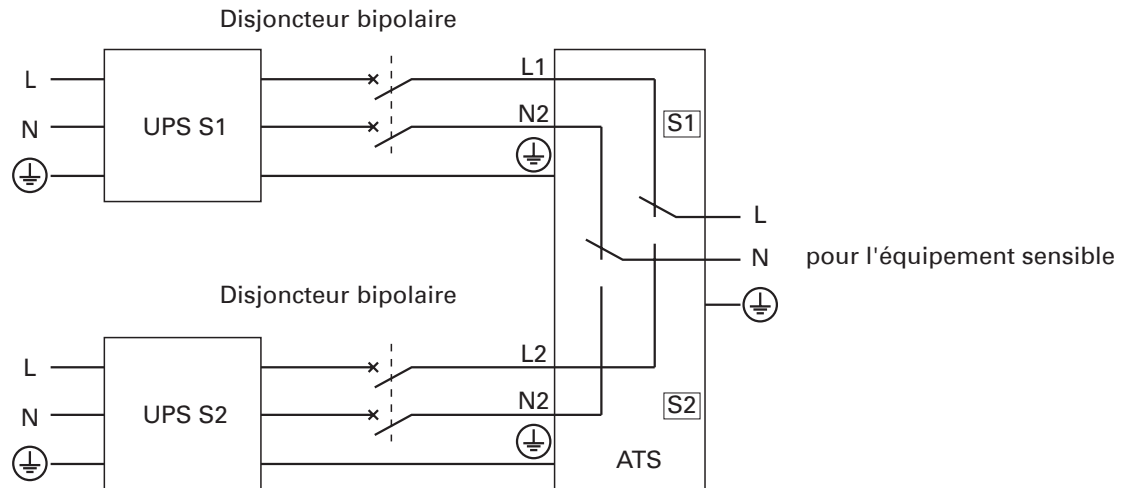 Disjoncteur bipolaire
L
UPS S1
L1
N
N2
S1
L
N
pour l'équipement sensible
Disjoncteur bipolaire
L
UPS S2
L2
N
N2
S2
ATS